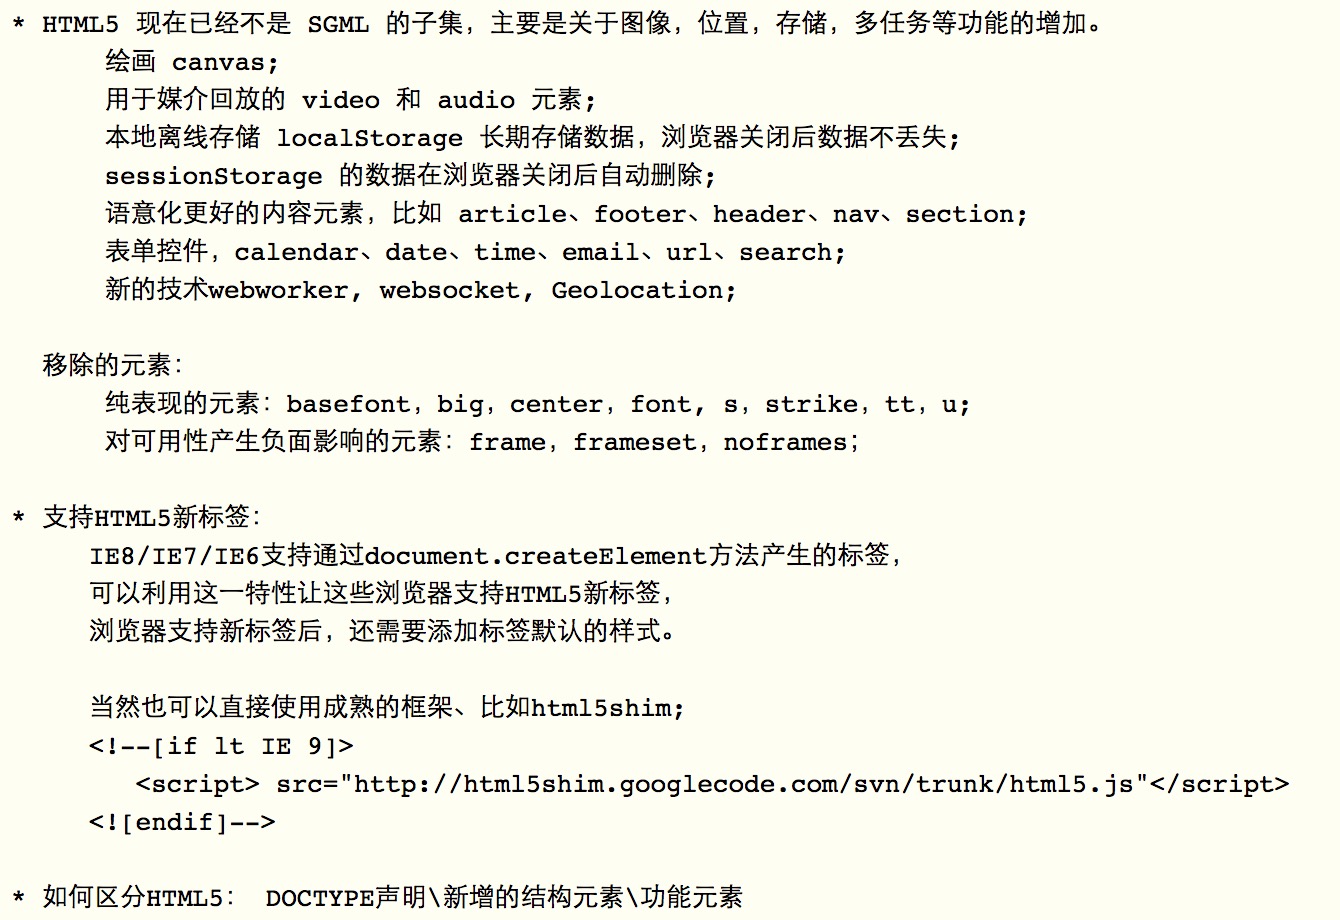 * HTML5 现在已经不是 SGML 的子集，主要是关于图像，位置，存储，多任务等功能的增加。
绘画 canvas;
用于媒介回放的 video 和 audio 元素;
本地离线存储 localStorage 长期存储数据，浏览器关闭后数据不丢失;
sessionStorage 的数据在浏览器关闭后自动删除;
语意化更好的内容元素，比如 article、footer、header、nav、section;
表单控件，calendar、date、time、email、url、search;
新的技术webworker, websocket, Geolocation;
移除的元素：
纯表现的元素：basefont，big，center，font, s，strike，tt，u;
对可用性产生负面影响的元素：frame，frameset，noframes；
* 支持HTML5新标签：
IE8/IE7/IE6支持通过document.createElement方法产生的标签，
可以利用这一特性让这些浏览器支持HTML5新标签，
浏览器支持新标签后，还需要添加标签默认的样式。
当然也可以直接使用成熟的框架、比如html5shim;
<!--[if lt IE 9]>
<script> src="http://html5shim.googlecode.com/svn/trunk/html5.js"</script>
<![endif]-->
* 如何区分HTML5： DOCTYPE声明\新增的结构元素\功能元素